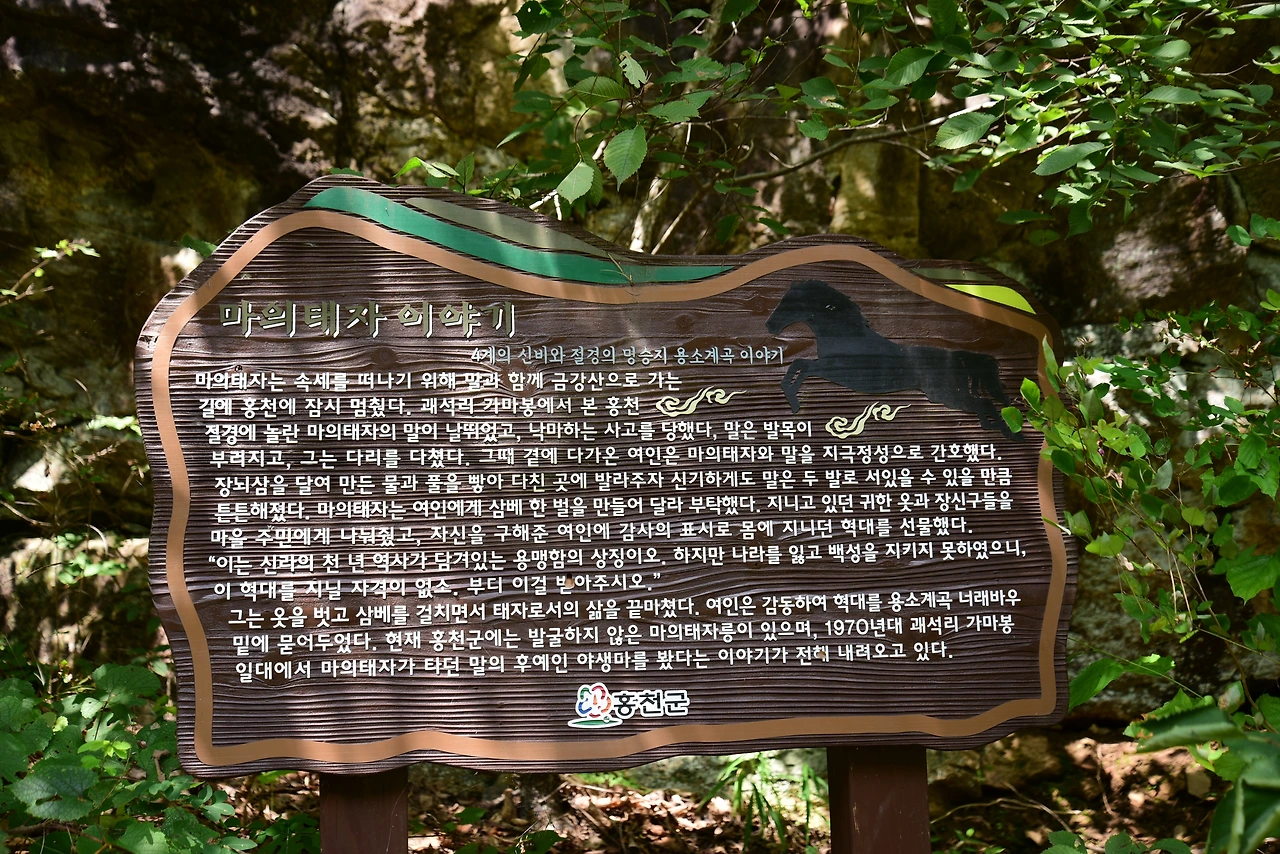 마의태자 이야기
4계의 신비와 절경의 명승지 용소계곡 이야기
마의태자는 속세를 떠나기 위해 말과 함께 금강산으로 가는
길에 홍천에 잠시 멈췄다. 괘석리 가마봉에서 본 홍천
절경에 놀란 마의태자의 말이 날뛰었고, 낙마하는 사고를 당했다, 말은 발목이
부러지고, 그는 다리를 다쳤다. 그때 곁에 다가온 여인은 마의태자와 말을 지극정성으로 간호했다.
장뇌삼을 달여 만든 물과 풀을 빻아 다친 곳에 발라주자 신기하게도 말은 두 발로 서있을 수 있을 만큼
튼튼해졌다. 마의태자는 여인에게 삼베 한 벌을 만들어 달라 부탁했다. 지니고 있던 귀한 옷과 장신구들을
마을 주민에게 나눠줬고, 자신을 구해준 여인에 감사의 표시로 몸에 지니던 혁대를 선물했다.
“이는 신라의 천 년 역사가 담겨있는 용맹함의 상징이오. 하지만 나라를 잃고 백성을 지키지 못하였으니,
이 혁대를 지닐 자격이 없소. 부디 이걸 받아주시오.”
그는 옷을 벗고 삼베를 걸치면서 태자로서의 삶을 끝마쳤다. 여인은 감동하여 혁대를 용소계곡 너래바우
밑에 묻어두었다. 현재 홍천군에는 발굴하지 않은 마의태자릉이 있으며, 1970년대 괘석리 가마봉
일대에서 마의태자가 타던 말의 후예인 야생마를 봤다는 이야기가 전해 내려오고 있다.
홍천군